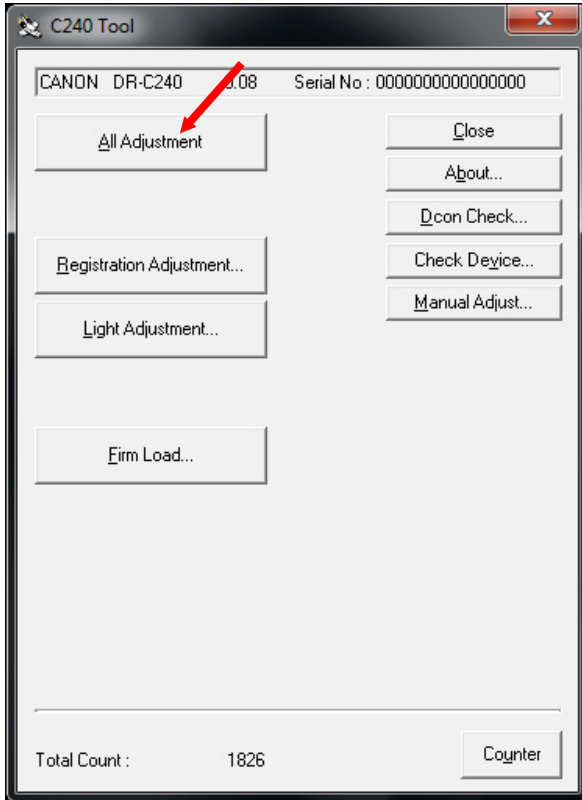 C240 Tool
CANON DR-C240 .08 Serial No : 0000000000000000
All Adjustment
Close
About...
Dcon Check...
Registration Adjustment...
Check Device...
Light Adjustment...
Manual Adjust...
Firm Load...
Total Count : 1826
Counter